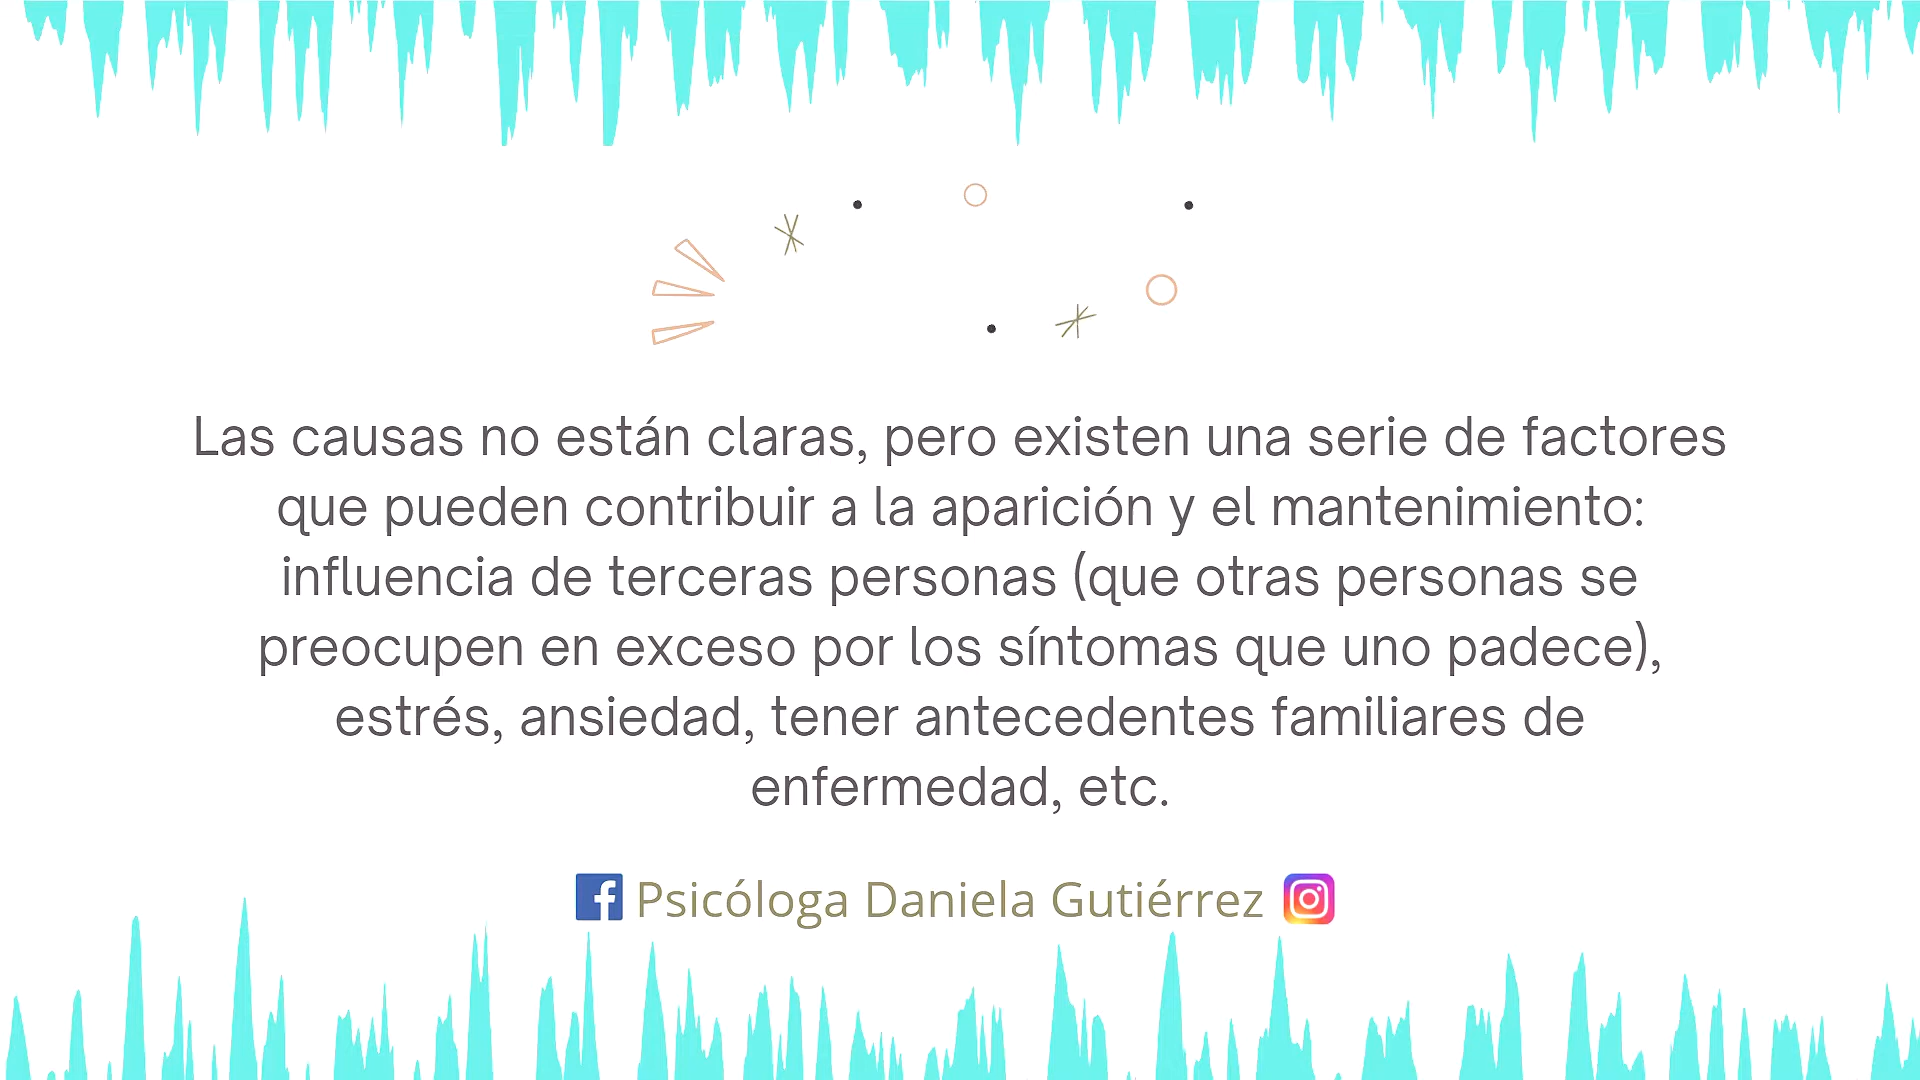 Las causas no están claras, pero existen una serie de factores
que pueden contribuir a la aparición y el mantenimiento:
influencia de terceras personas (que otras personas se
preocupen en exceso por los síntomas que uno padece),
estrés, ansiedad, tener antecedentes familiares de
enfermedad, etc.
Psicóloga Daniela Gutiérrez